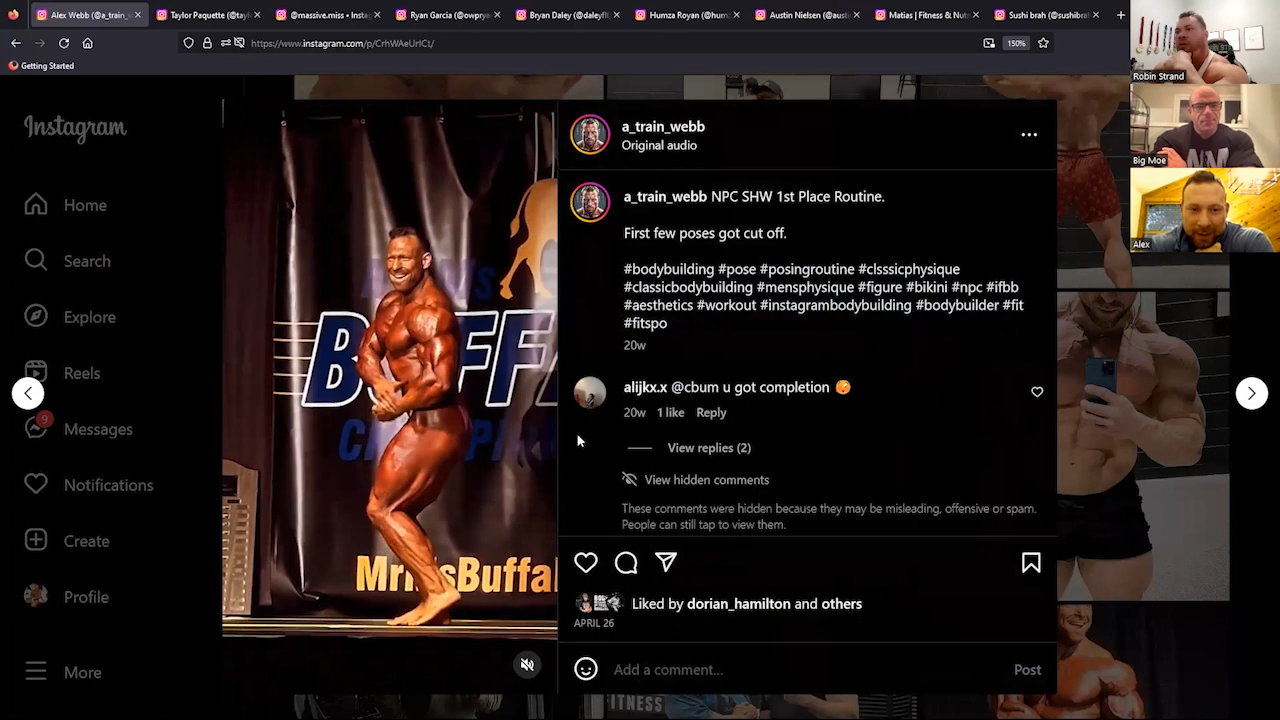 Alex Webb (@a_train_
Taylor Paquette (@tayl
@massive.miss • Instag
Ryan Garcia (@owprya
Bryan Daley (@daleyfit
Humza Royan (@hum
Austin Nielsen (@austi
Matias | Fitness & Nut
Sushi brah (@sushibra
https://www.instagram.com/p/CrhWAeUrICt/
150%
Getting Started
Robin Strand
Big Moe
Alex
Instagram
Home
Search
Explore
Reels
9
Messages
Notifications
Create
Profile
More
a_train_webb
Original audio
a_train_webb NPC SHW 1st Place Routine.
First few poses got cut off.
#bodybuilding #pose #posingroutine #clsssicphysique
#classicbodybuilding #mensphysique #figure #bikini #npc #ifbb
#aesthetics #workout #instagrambodybuilding #bodybuilder #fit
#fitspo
20w
alijkx.x @cbum u got completion
20w 1 like Reply
View replies (2)
View hidden comments
These comments were hidden because they may be misleading, offensive or spam.
People can still tap to view them.
Liked by dorian_hamilton and others
APRIL 26
Add a comment...
Post
FITNESS